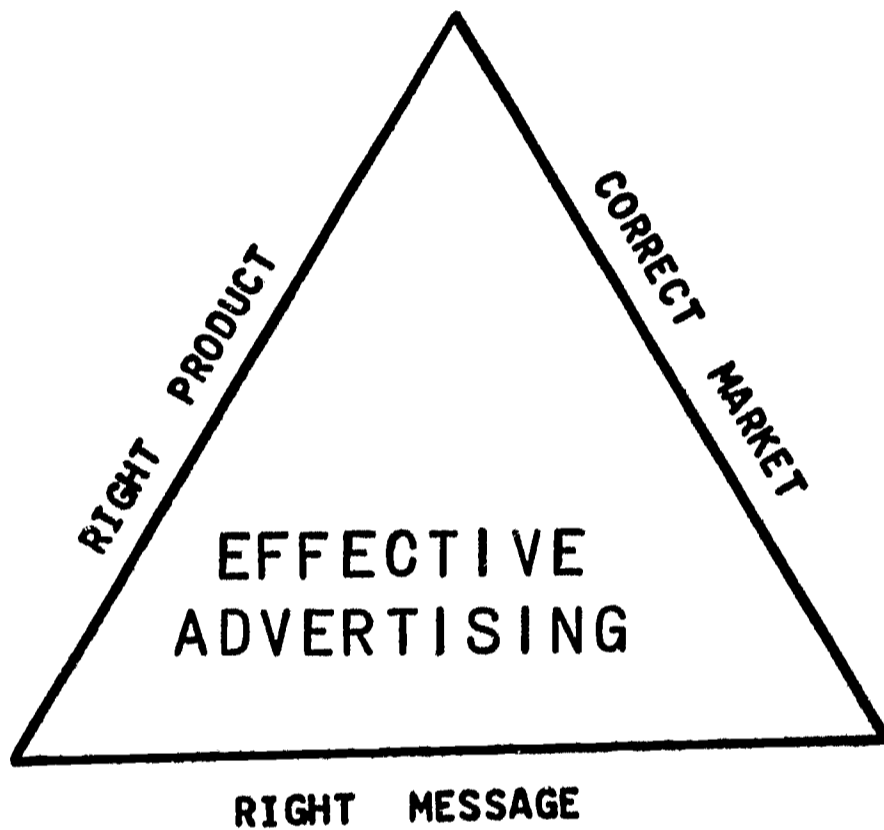 RIGHT PRODUCT
CORRECT MARKET
EFFECTIVE
ADVERTISING
RIGHT MESSAGE